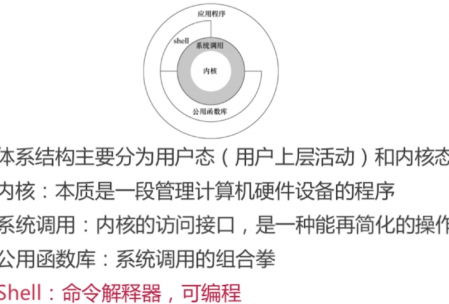 应用程序
shell
系统调用
内核
公用函数库
体系结构主要分为用户态（用户上层活动）和内核态
内核：本质是一段管理计算机硬件设备的程序
系统调用：内核的访问接口，是一种能再简化的操作
公用函数库：系统调用的组合拳
Shell：命令解释器，可编程